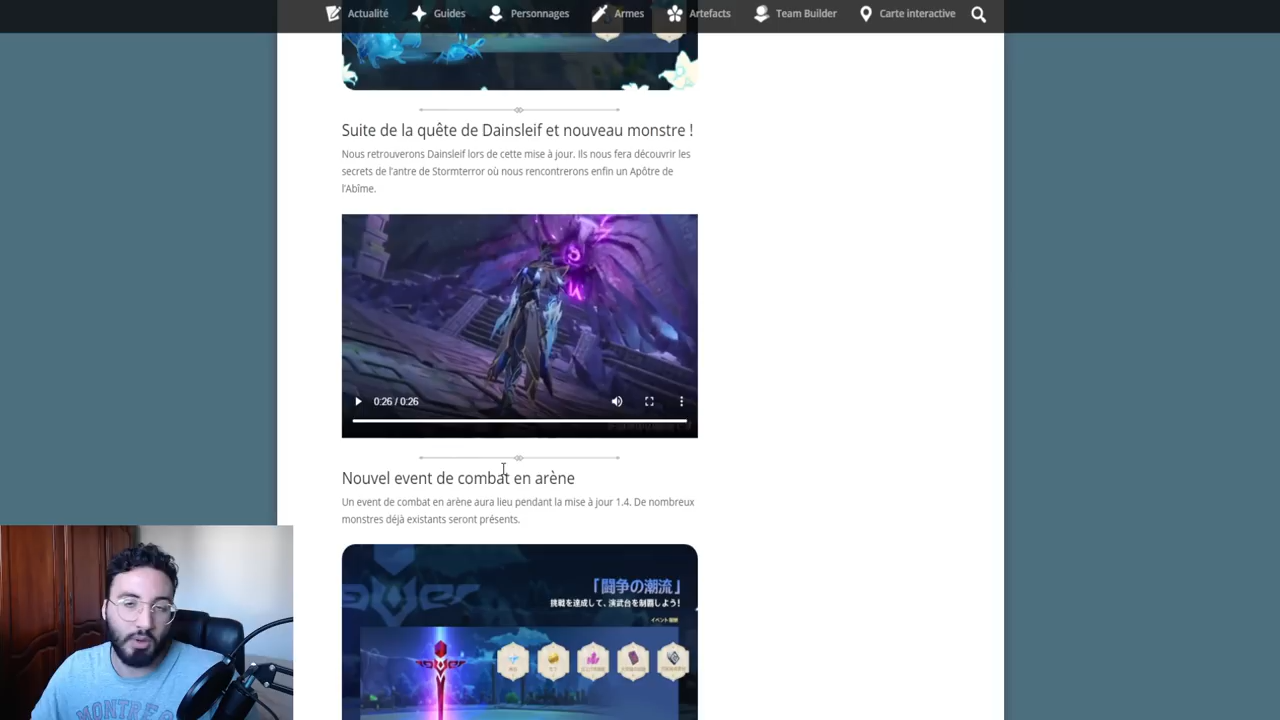 Actualité
Guides
Personnages
Armes
Artefacts
Team Builder
Carte interactive
Suite de la quête de Dainsleif et nouveau monstre !
Nous retrouverons Dainsleif lors de cette mise à jour. Ils nous fera découvrir les
secrets de l'antre de Stormterror où nous rencontrerons enfin un Apôtre de
l'Abîme.
0:26 / 0:26
Nouvel event de combat en arène
Un event de combat en arène aura lieu pendant la mise à jour 1.4. De nombreux
monstres déjà existants seront présents.
「闘争の潮流」
挑戦を達成して、演武台を制覇しよう!
MONTRE